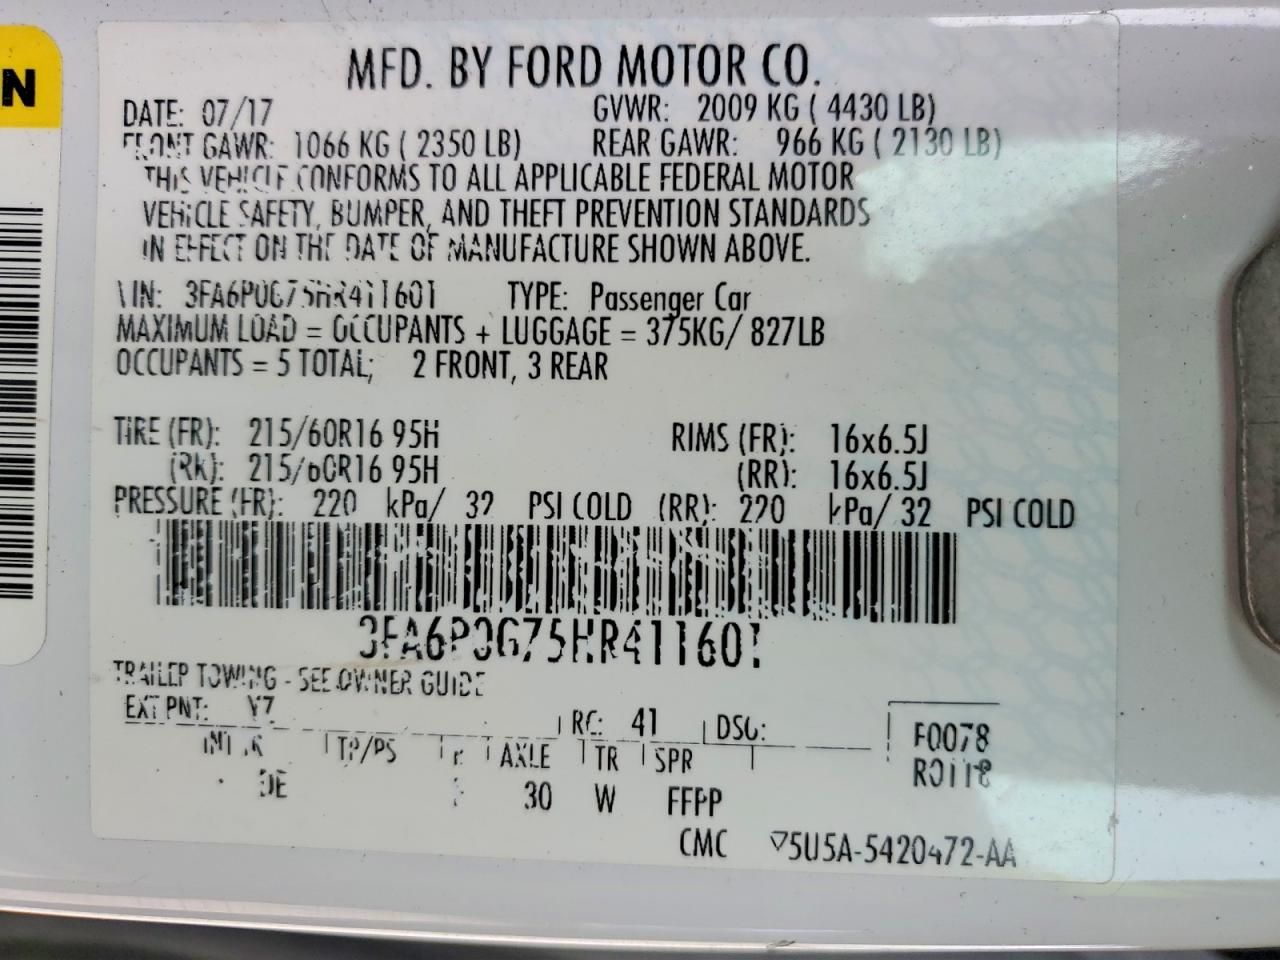 N
MFD. BY FORD MOTOR CO.
DATE: 07/17 GVWR: 2009 KG ( 4430 LB)
FRONT GAWR: 1066 KG ( 2350 LB) REAR GAWR: 966 KG ( 2130 LB)
THIS VEHICLE CONFORMS TO ALL APPLICABLE FEDERAL MOTOR
VEHICLE SAFETY, BUMPER, AND THEFT PREVENTION STANDARDS
IN EFFECT ON THE DATE OF MANUFACTURE SHOWN ABOVE.
VIN: 3FA6P0G75HR411601 TYPE: Passenger Car
MAXIMUM LOAD = OCCUPANTS + LUGGAGE = 375KG/ 827LB
OCCUPANTS = 5 TOTAL; 2 FRONT, 3 REAR
TIRE (FR): 215/60R16 95H RIMS (FR): 16x6.5J
(RR): 215/60R16 95H (RR): 16x6.5J
PRESSURE (FR): 220 kPa/ 32 PSI COLD (RR): 220 kPa/ 32 PSI COLD
3FA6P0G75HR411601
TRAILER TOWING - SEE OWNER GUIDE
EXT PNT: YZ RC: 41 DSO: F0078
INT TR TP/PS R AXLE TR SPR R0118
DE 30 W FFPP
CMC ▽5U5A-5420472-AA